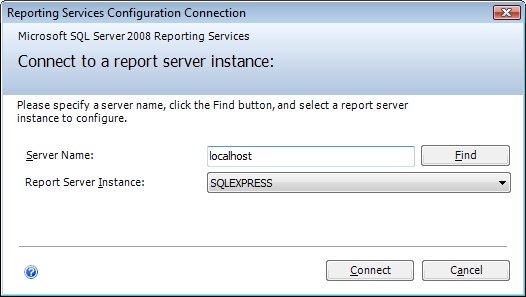 Reporting Services Configuration Connection
Microsoft SQL Server 2008 Reporting Services
Connect to a report server instance:
Please specify a server name, click the Find button, and select a report server
instance to configure.
Server Name:
localhost
Find
Report Server Instance:
SQLEXPRESS
?
Connect
Cancel